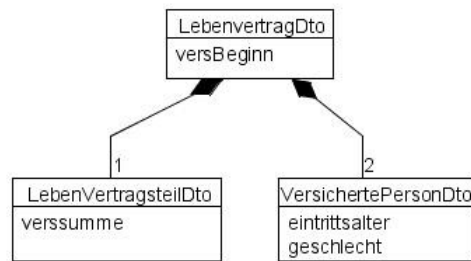 LebenvertragDto
versBeginn
1
2
LebenVertragsteilDto
verssumme
VersichertePersonDto
eintrittsalter
geschlecht